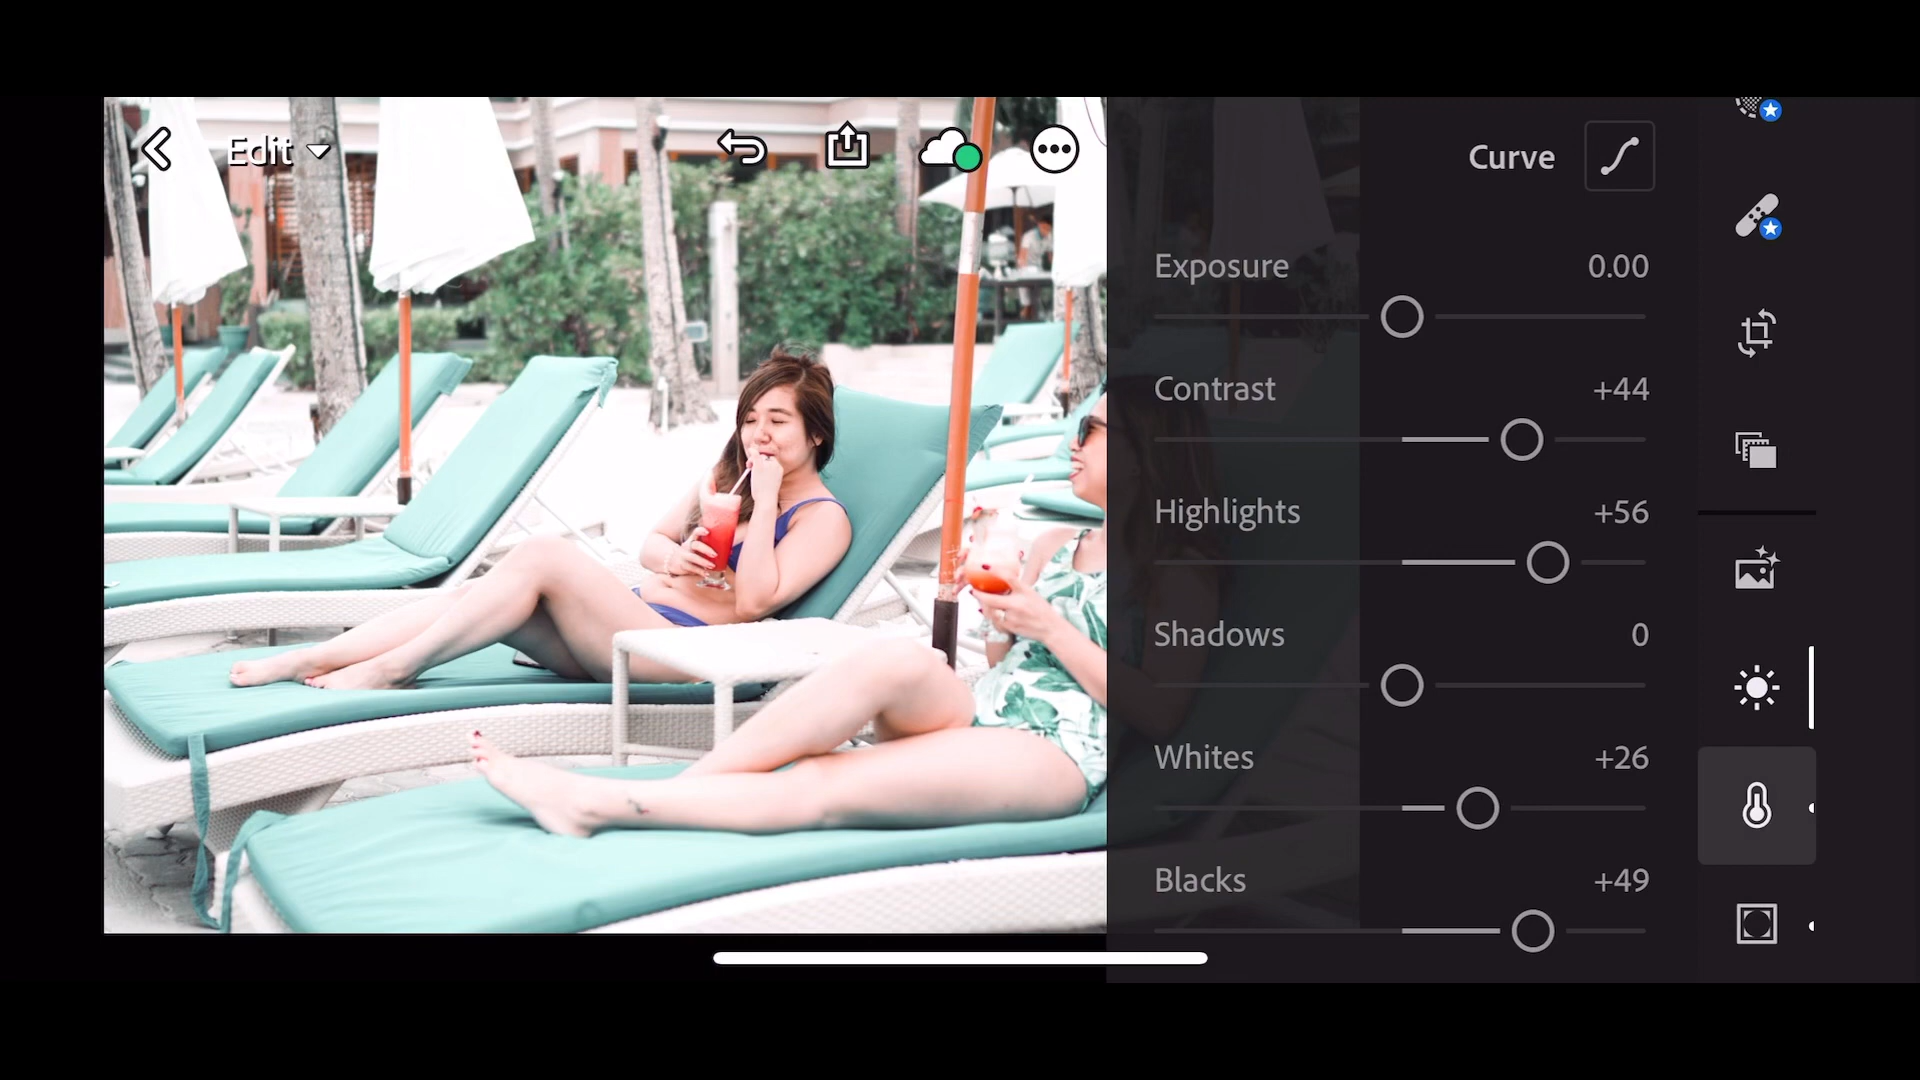 Edit
Curve
Exposure 0.00
Contrast +44
Highlights +56
Shadows 0
Whites +26
Blacks +49